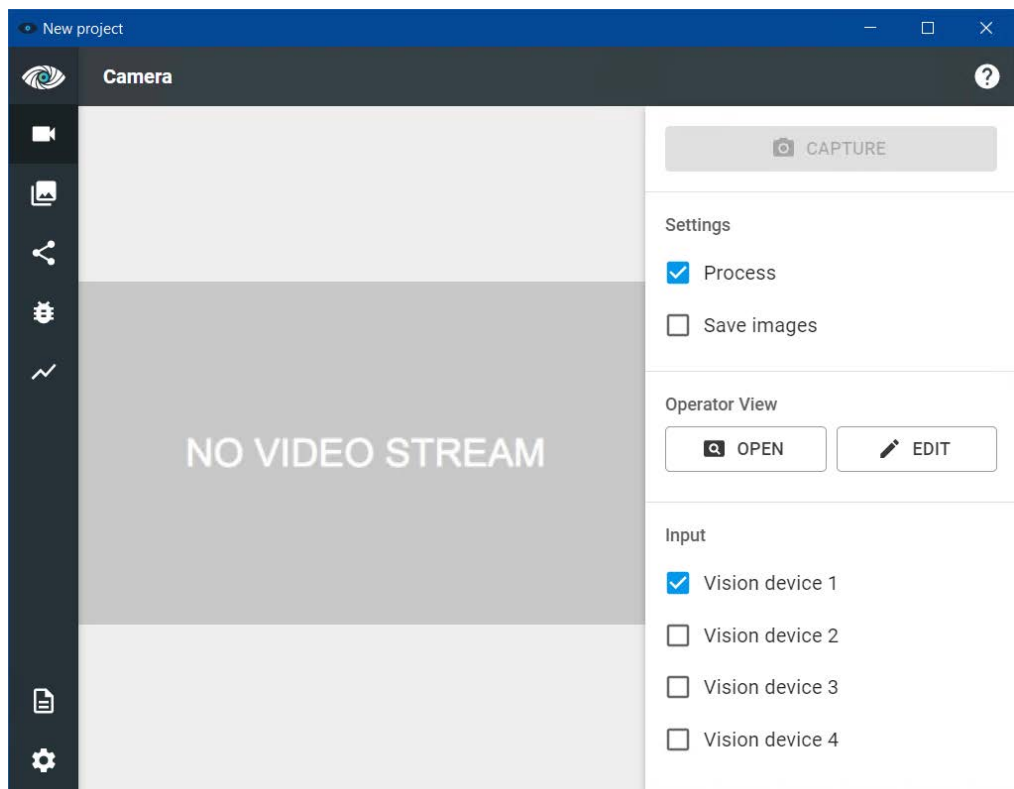 New project
Camera
CAPTURE
Settings
Process
Save images
Operator View
OPEN EDIT
NO VIDEO STREAM
Input
Vision device 1
Vision device 2
Vision device 3
Vision device 4